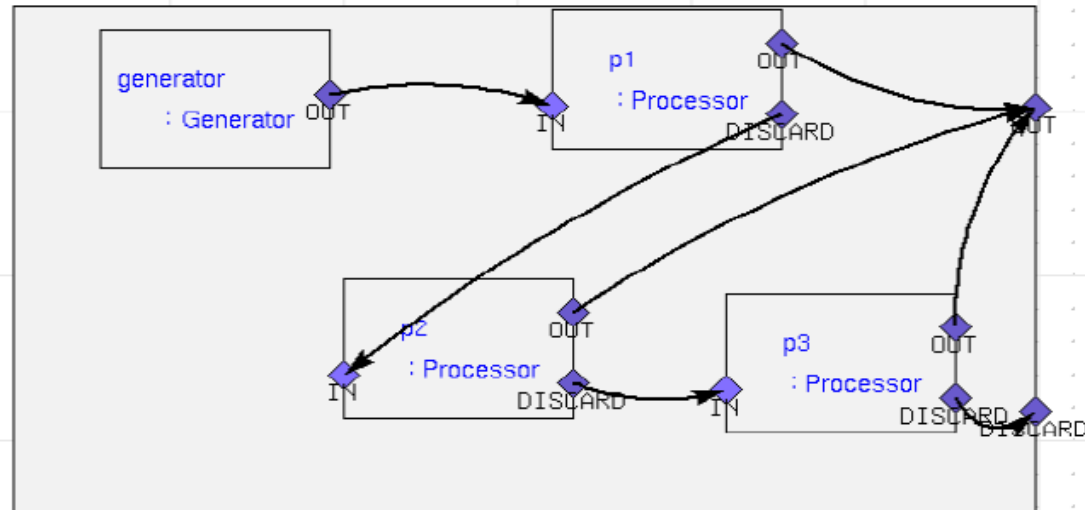 generator
: Generator
OUT
IN
p1
: Processor
OUT
DISCARD
OUT
p2
: Processor
OUT
IN
DISCARD
p3
: Processor
OUT
IN
DISCARD
DISCARD